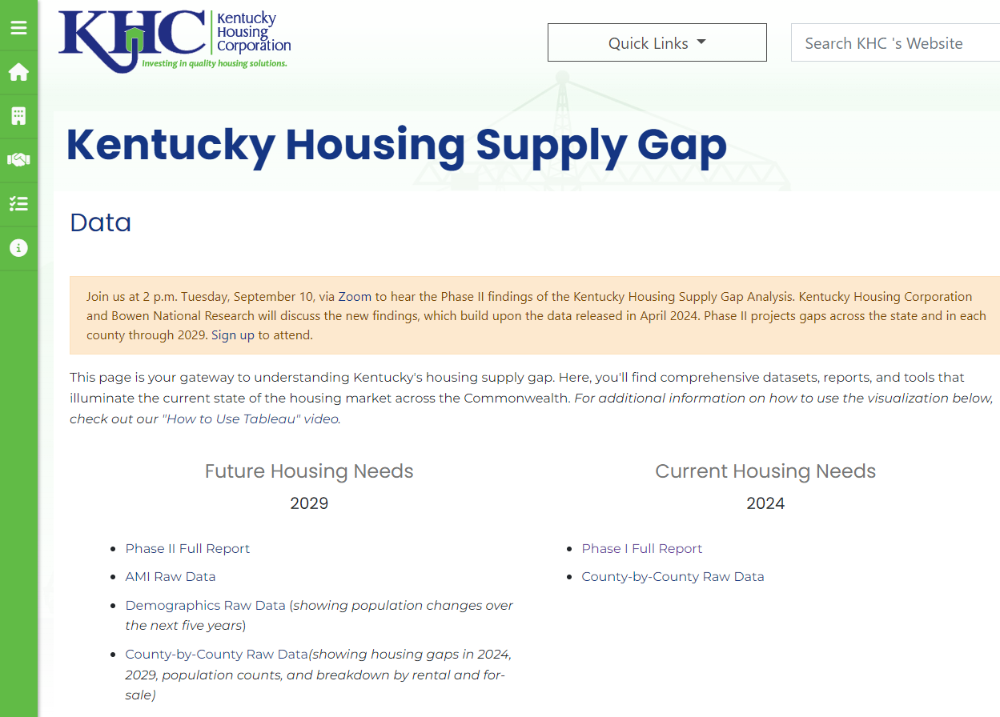 KHC
Kentucky
Housing
Corporation
Investing in quality housing solutions.
Quick Links
Search KHC 's Website
Kentucky Housing Supply Gap
Data
Join us at 2 p.m. Tuesday, September 10, via Zoom to hear the Phase II findings of the Kentucky Housing Supply Gap Analysis. Kentucky Housing Corporation
and Bowen National Research will discuss the new findings, which build upon the data released in April 2024. Phase II projects gaps across the state and in each
county through 2029. Sign up to attend.
This page is your gateway to understanding Kentucky's housing supply gap. Here, you'll find comprehensive datasets, reports, and tools that
illuminate the current state of the housing market across the Commonwealth. For additional information on how to use the visualization below,
check out our "How to Use Tableau" video.
Future Housing Needs
2029
• Phase II Full Report
• AMI Raw Data
• Demographics Raw Data (showing population changes over
the next five years)
• County-by-County Raw Data(showing housing gaps in 2024,
2029, population counts, and breakdown by rental and for-
sale)
Current Housing Needs
2024
• Phase I Full Report
• County-by-County Raw Data